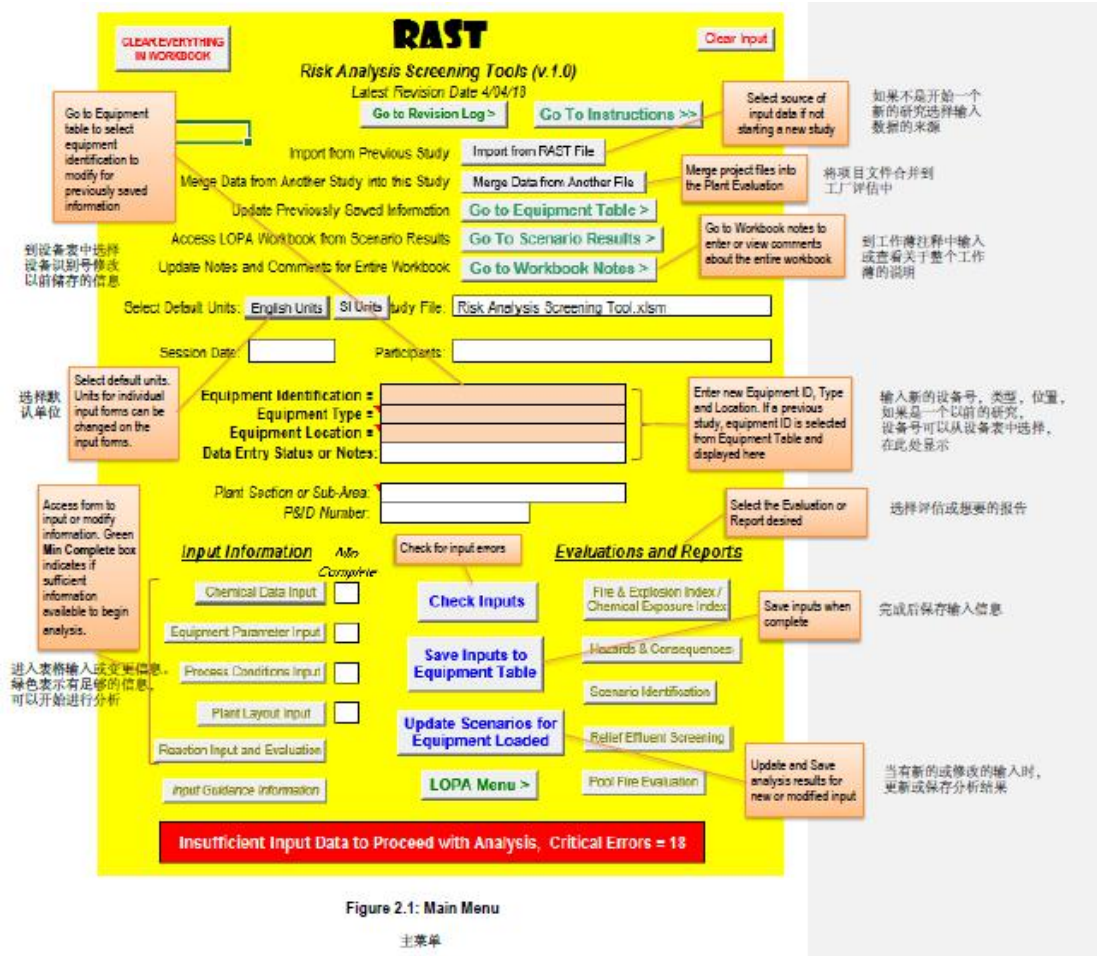 CLEAR EVERYTHING
IN WORKBOOK
RAST
Clear Input
Risk Analysis Screening Tools (v.1.0)
Latest Revision Date 4/04/18
Go to Revision Log >
Go To Instructions >>
Go to Equipment
table to select
equipment
identification to
modify for
previously saved
information
到设备表中选择
设备识别号修改
以前储存的信息
Select source of
input data if not
starting a new study
如果不是开始一个
新的研究选择输入
数据的来源
Import from Previous Study
Import from RAST File
Merge Data from Another Study into this Study
Merge Data from Another File
Merge project files into
the Plant Evaluation
将项目文件合并到
工厂评估中
Update Previously Saved Information
Go to Equipment Table >
Access LOPA Workbook from Scenario Results
Go To Scenario Results >
Update Notes and Comments for Entire Workbook
Go to Workbook Notes >
Go to Workbook notes to
enter or view comments
about the entire workbook
到工作薄注释中输入
或查看关于整个工作
薄的说明
Select Default Units:
English Units
SI Units
tudy File:
Risk Analysis Screening Tool.xlsm
Session Date:
Participants:
选择默
认单位
Select default units.
Units for individual
input forms can be
changed on the
input forms.
Equipment Identification =
Equipment Type =
Equipment Location =
Data Entry Status or Notes:
Enter new Equipment ID, Type
and Location. If a previous
study, equipment ID is selected
from Equipment Table and
displayed here
输入新的设备号，类型，位置，
如果是一个以前的研究，
设备号可以从设备表中选择，
在此处显示
Plant Section or Sub-Area:
P&ID Number:
Access form to
input or modify
information. Green
Min Complete box
indicates if
sufficient
information
available to begin
analysis.
进入表格输入或变更信息。
绿色表示有足够的信息，
可以开始进行分析
Select the Evaluation or
Report desired
选择评估或想要的报告
Input Information
Min
Complete
Check for input errors
Evaluations and Reports
Chemical Data Input
Equipment Parameter Input
Process Conditions Input
Plant Layout Input
Reaction Input and Evaluation
Input Guidance Information
Check Inputs
Save Inputs to
Equipment Table
Update Scenarios for
Equipment Loaded
LOPA Menu >
Fire & Explosion Index /
Chemical Exposure Index
Hazards & Consequences
Scenario Identification
Relief Effluent Screening
Pool Fire Evaluation
Save inputs when
complete
完成后保存输入信息
Update and Save
analysis results for
new or modified input
当有新的或修改的输入时，
更新或保存分析结果
Insufficient Input Data to Proceed with Analysis, Critical Errors = 18
Figure 2.1: Main Menu
主菜单